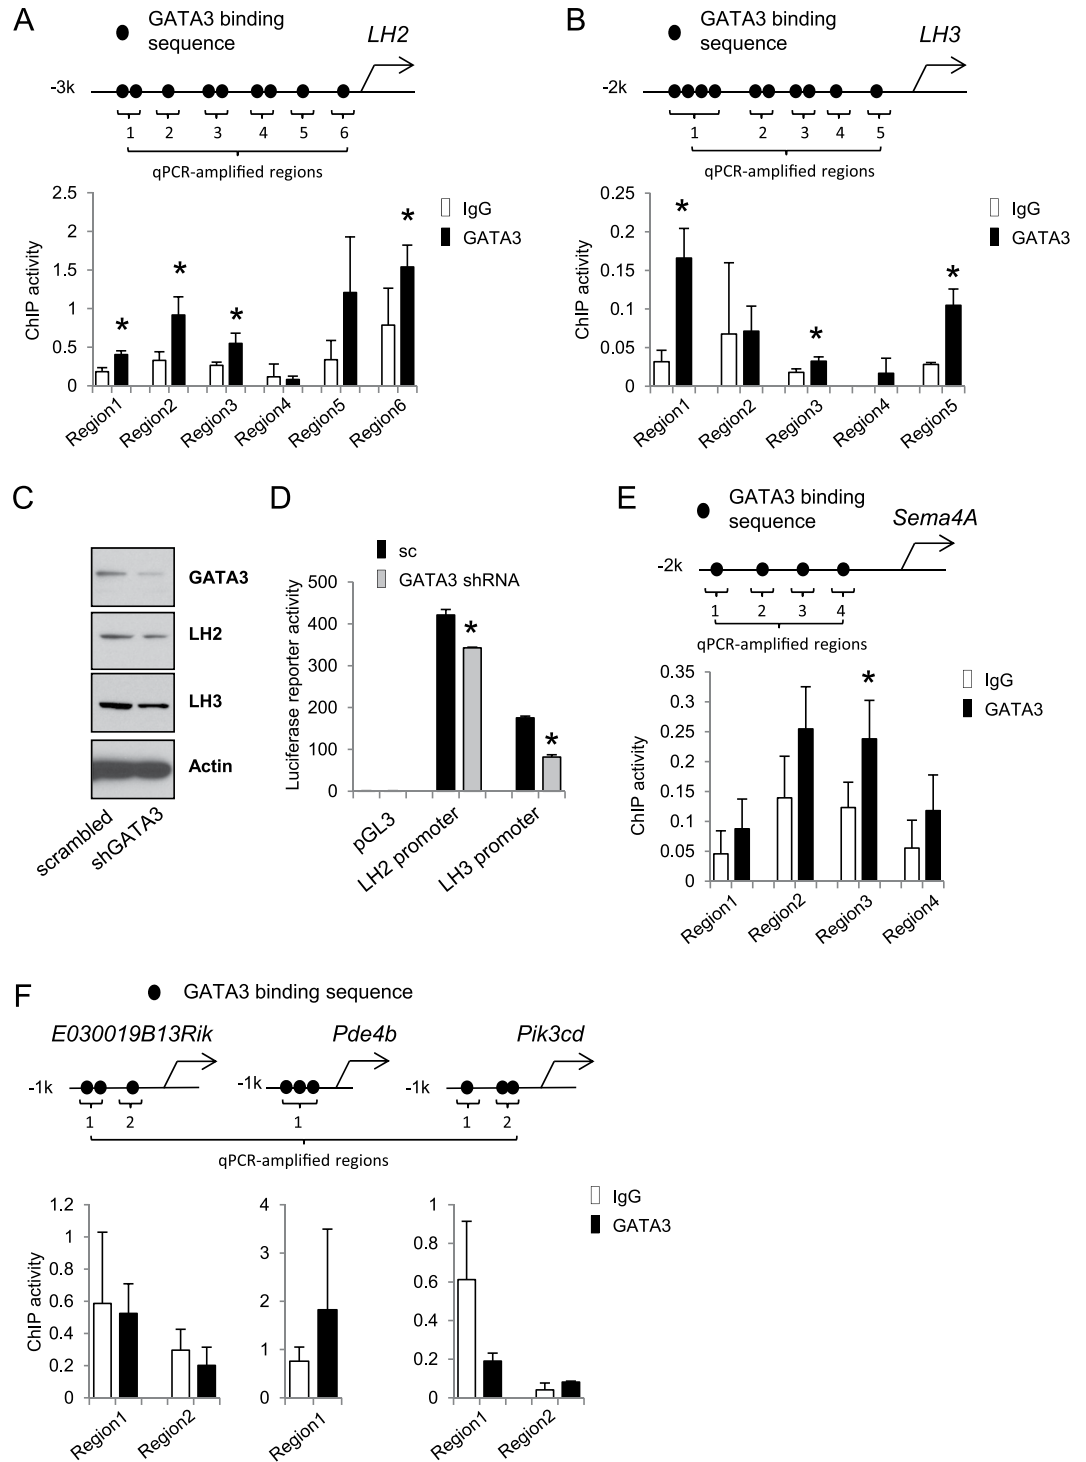 A
GATA3 binding
sequence
LH2
-3k
1 2 3 4 5 6
qPCR-amplified regions
2.5
2
1.5
1
0.5
0
ChIP activity
*
*
*
*
IgG
GATA3
Region1
Region2
Region3
Region4
Region5
Region6
B
GATA3 binding
sequence
LH3
-2k
1 2 3 4 5
qPCR-amplified regions
0.25
0.2
0.15
0.1
0.05
0
ChIP activity
*
*
*
IgG
GATA3
Region1
Region2
Region3
Region4
Region5
C
GATA3
LH2
LH3
Actin
scrambled
shGATA3
D
sc
GATA3 shRNA
500
400
300
200
100
0
Luciferase reporter activity
*
*
pGL3
LH2 promoter
LH3 promoter
E
GATA3 binding
sequence
Sema4A
-2k
1 2 3 4
qPCR-amplified regions
0.35
0.3
0.25
0.2
0.15
0.1
0.05
0
ChIP activity
*
IgG
GATA3
Region1
Region2
Region3
Region4
F
GATA3 binding sequence
E030019B13Rik
Pde4b
Pik3cd
-1k
-1k
-1k
1 2
1
1 2
qPCR-amplified regions
IgG
GATA3
1.2
1
0.8
0.6
0.4
0.2
0
ChIP activity
Region1
Region2
4
3
2
1
0
Region1
1
0.8
0.6
0.4
0.2
0
Region1
Region2